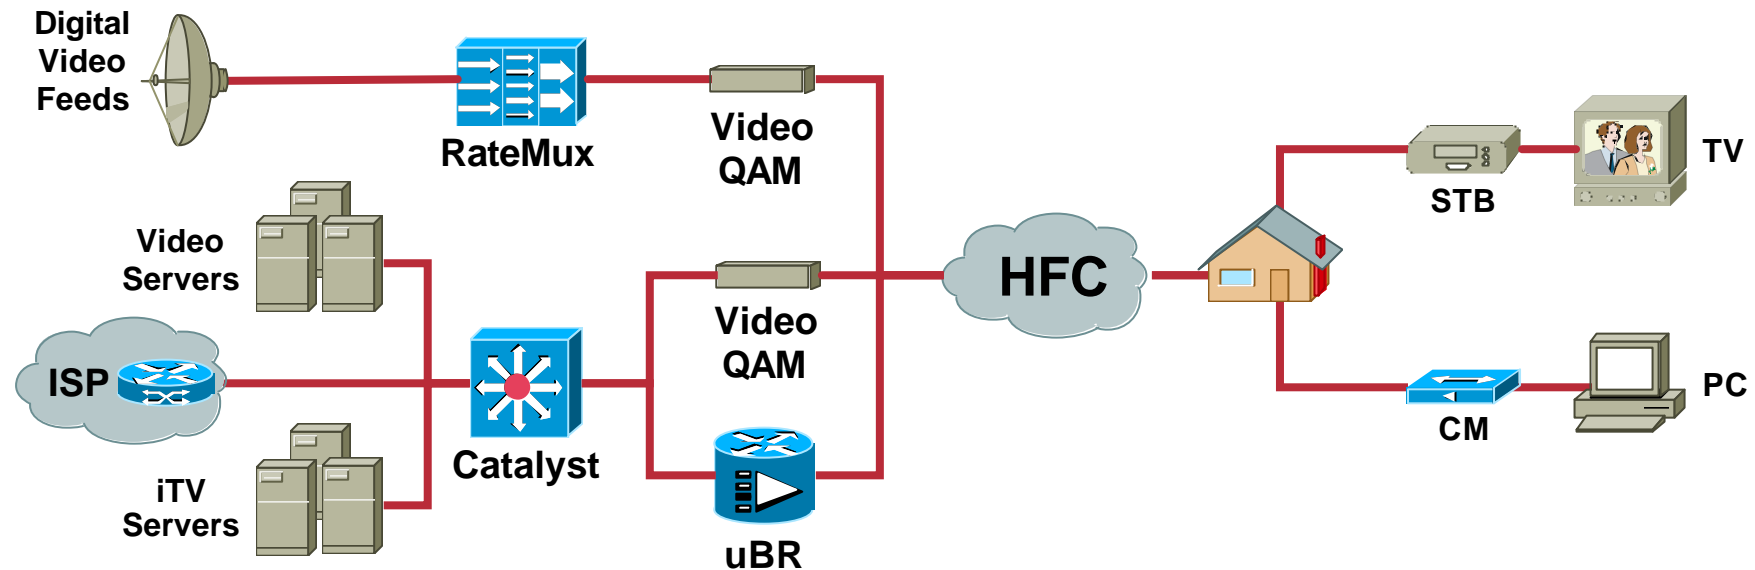 Digital
Video
Feeds
RateMux
Video
QAM
Video
Servers
ISP
iTV
Servers
Catalyst
Video
QAM
uBR
HFC
STB
TV
CM
PC